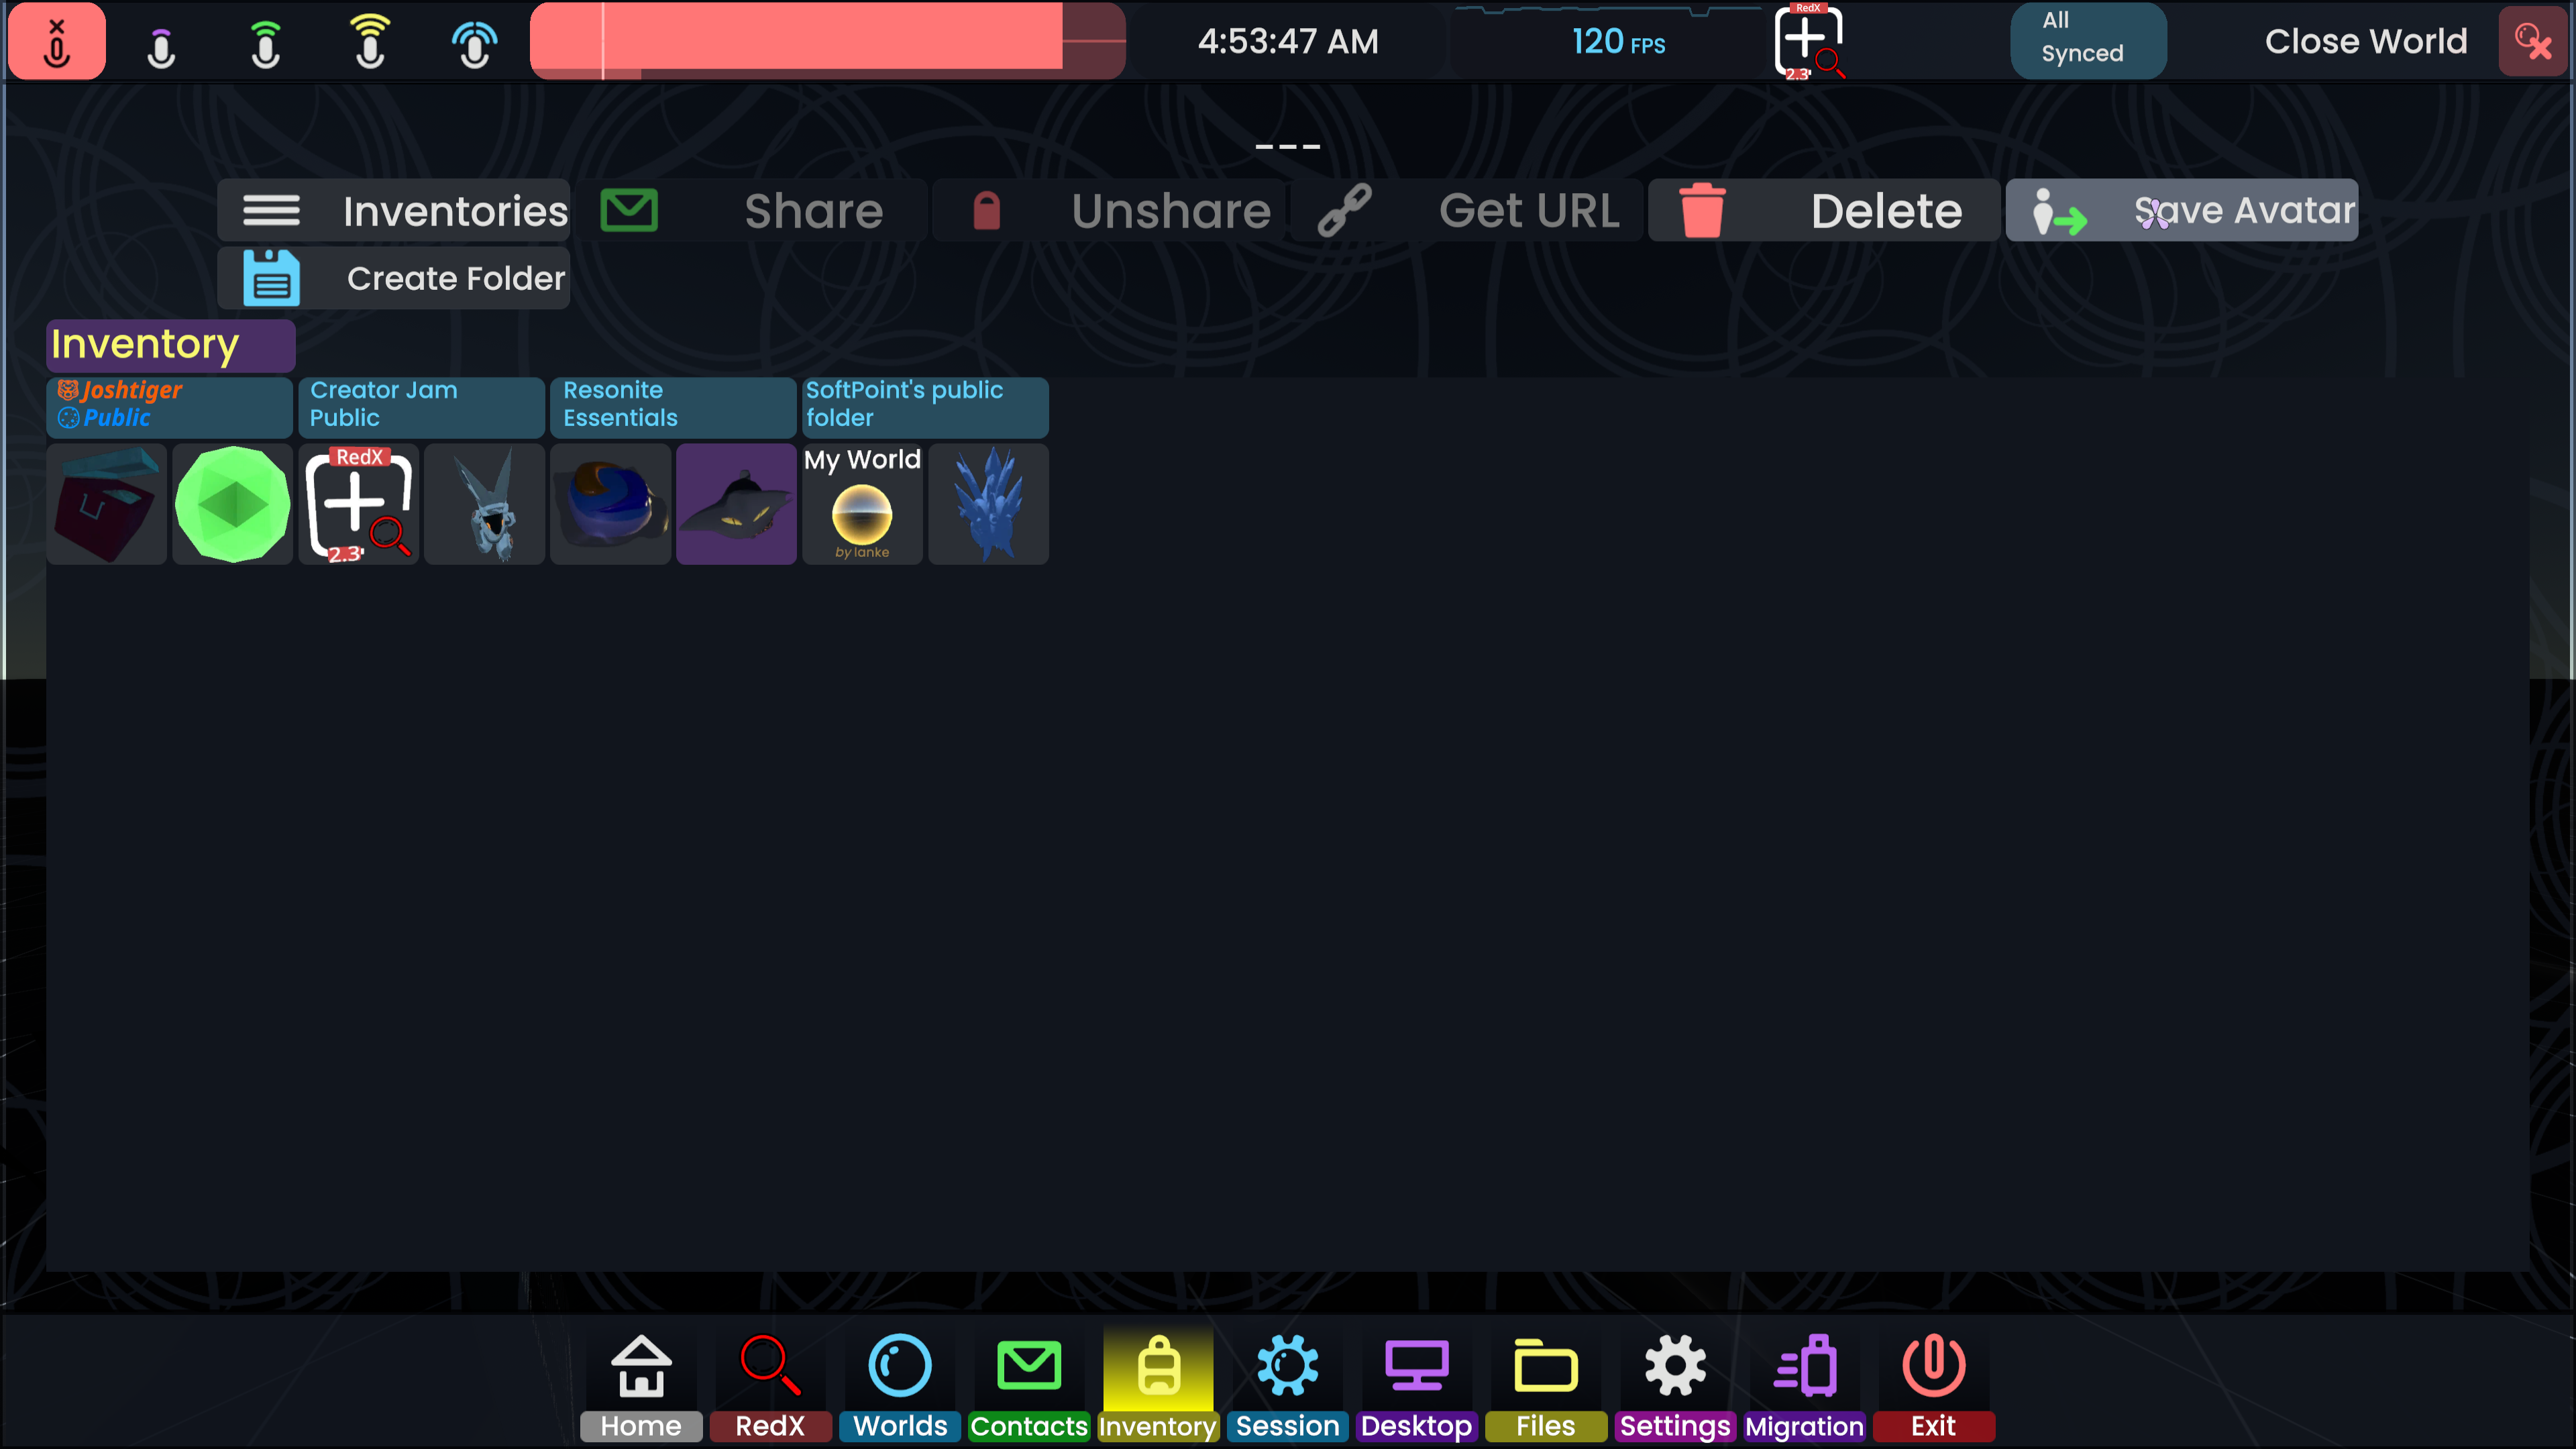 4:53:47 AM
120 FPS
RedX
2.3
All
Synced
Close World
---
Inventories
Share
Unshare
Get URL
Delete
Save Avatar
Create Folder
Inventory
Joshtiger
Public
Creator Jam
Public
Resonite
Essentials
SoftPoint's public
folder
RedX
2.3
My World
by Ianke
Home
RedX
Worlds
Contacts
Inventory
Session
Desktop
Files
Settings
Migration
Exit